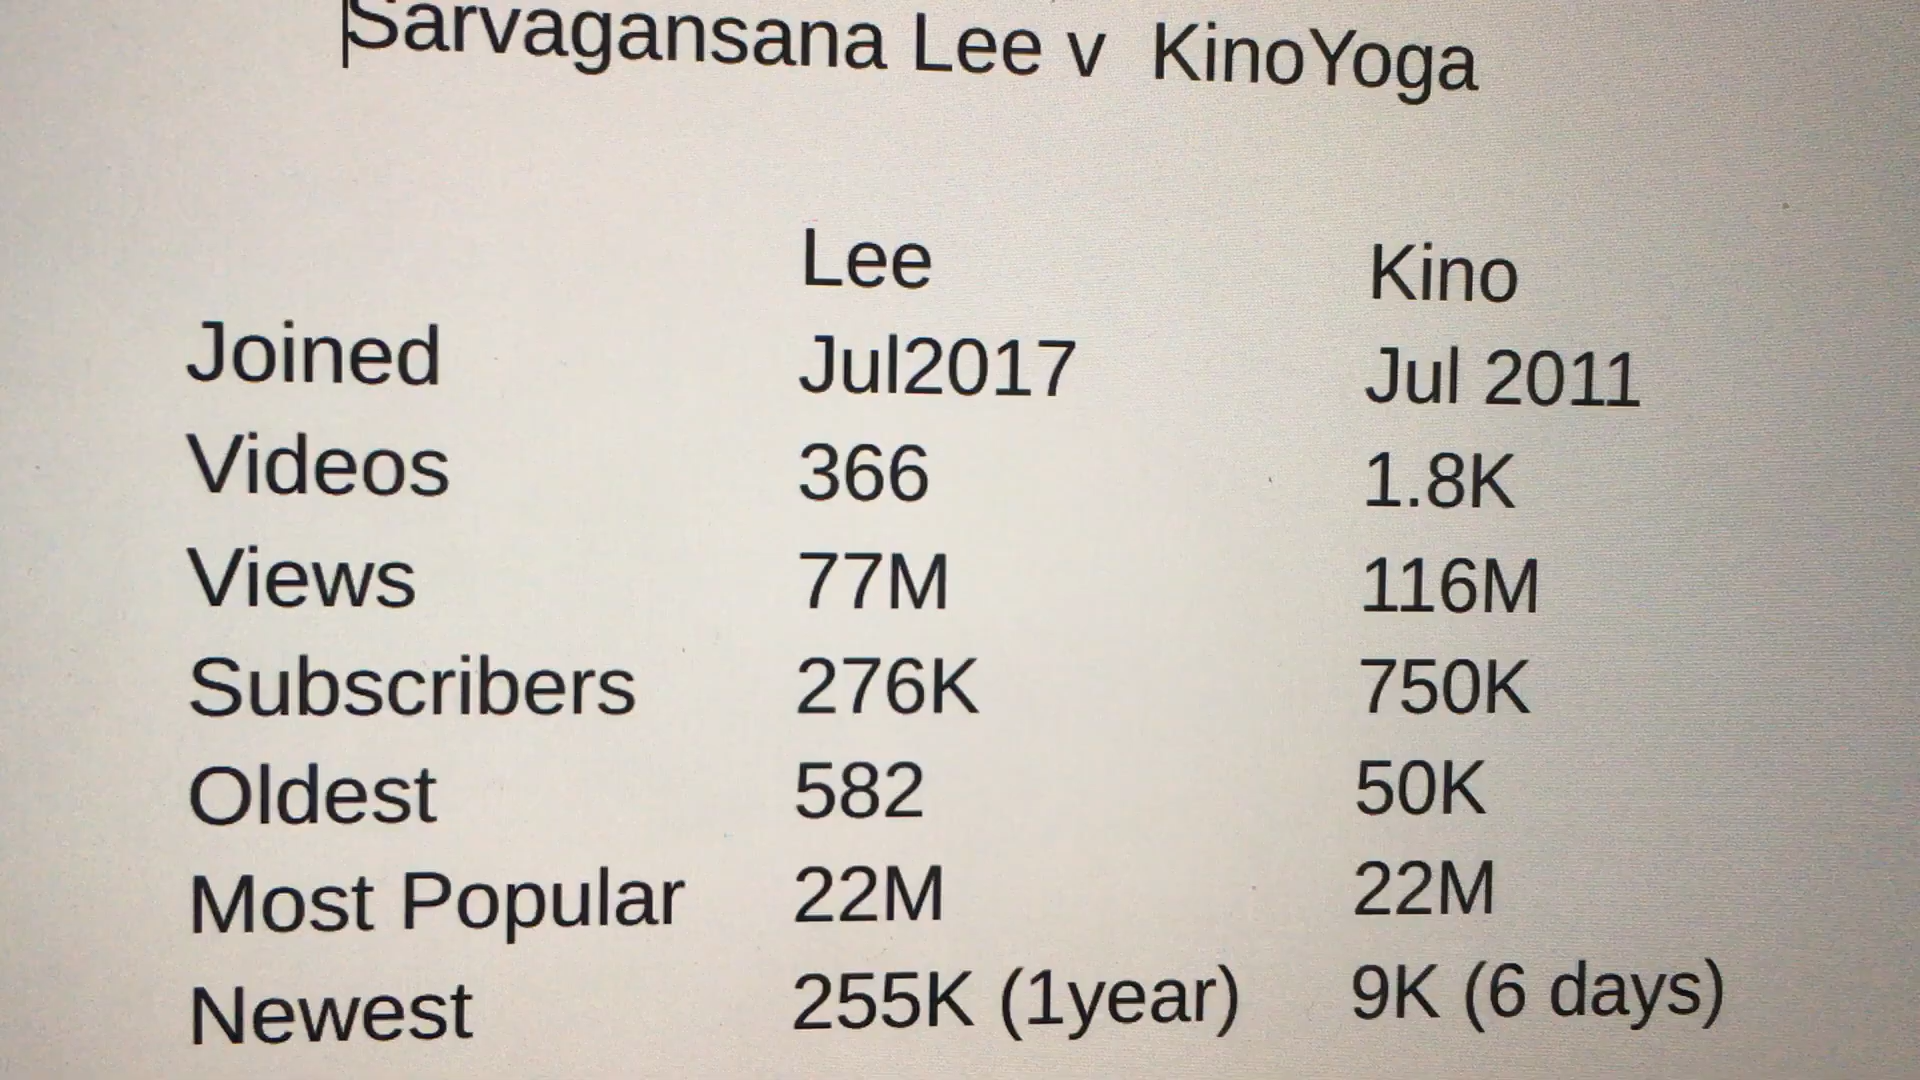 Sarvagansana Lee v KinoYoga
Lee Kino
Joined Jul2017 Jul 2011
Videos 366 1.8K
Views 77M 116M
Subscribers 276K 750K
Oldest 582 50K
Most Popular 22M 22M
Newest 255K (1year) 9K (6 days)